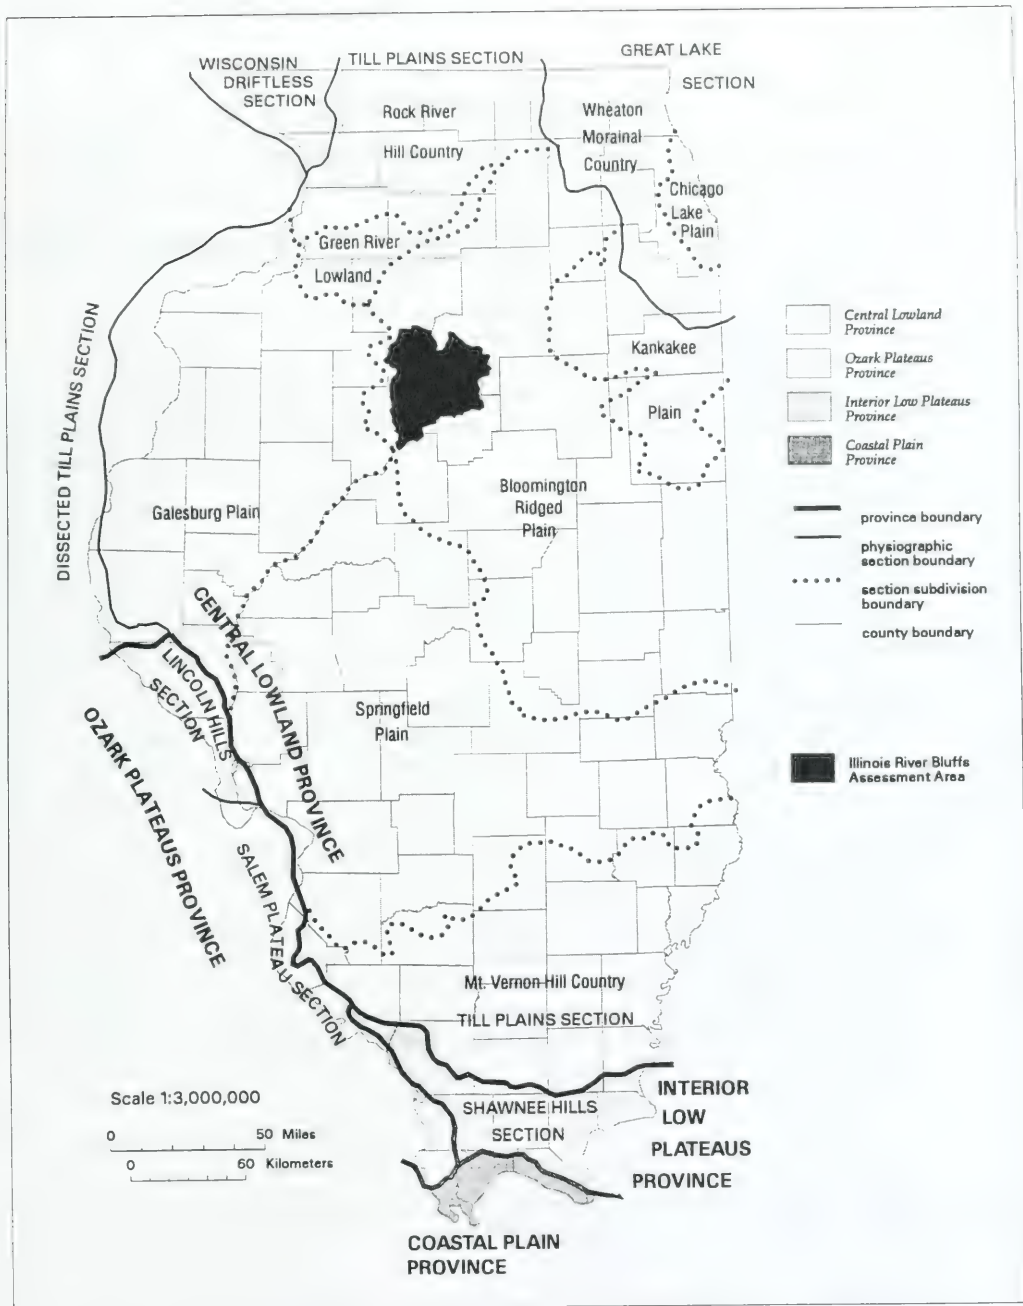 WISCONSIN
DRIFTLESS
SECTION
TILL PLAINS SECTION
GREAT LAKE
SECTION
Rock River
Hill Country
Wheaton
Morainal
Country
Chicago
Lake
Plain
Green River
Lowland
DISSECTED TILL PLAINS SECTION
Kankakee
Plain
Galesburg Plain
Bloomington
Ridged
Plain
CENTRAL LOWLAND PROVINCE
LINCOLN HILLS
SECTION
OZARK PLATEAUS PROVINCE
Springfield
Plain
SALEM PLATEAU SECTION
Mt. Vernon Hill Country
TILL PLAINS SECTION
SHAWNEE HILLS
SECTION
INTERIOR
LOW
PLATEAUS
PROVINCE
COASTAL PLAIN
PROVINCE
Scale 1:3,000,000
0 50 Miles
0 60 Kilometers
Central Lowland
Province
Ozark Plateaus
Province
Interior Low Plateaus
Province
Coastal Plain
Province
province boundary
physiographic
section boundary
section subdivision
boundary
county boundary
Illinois River Bluffs
Assessment Area